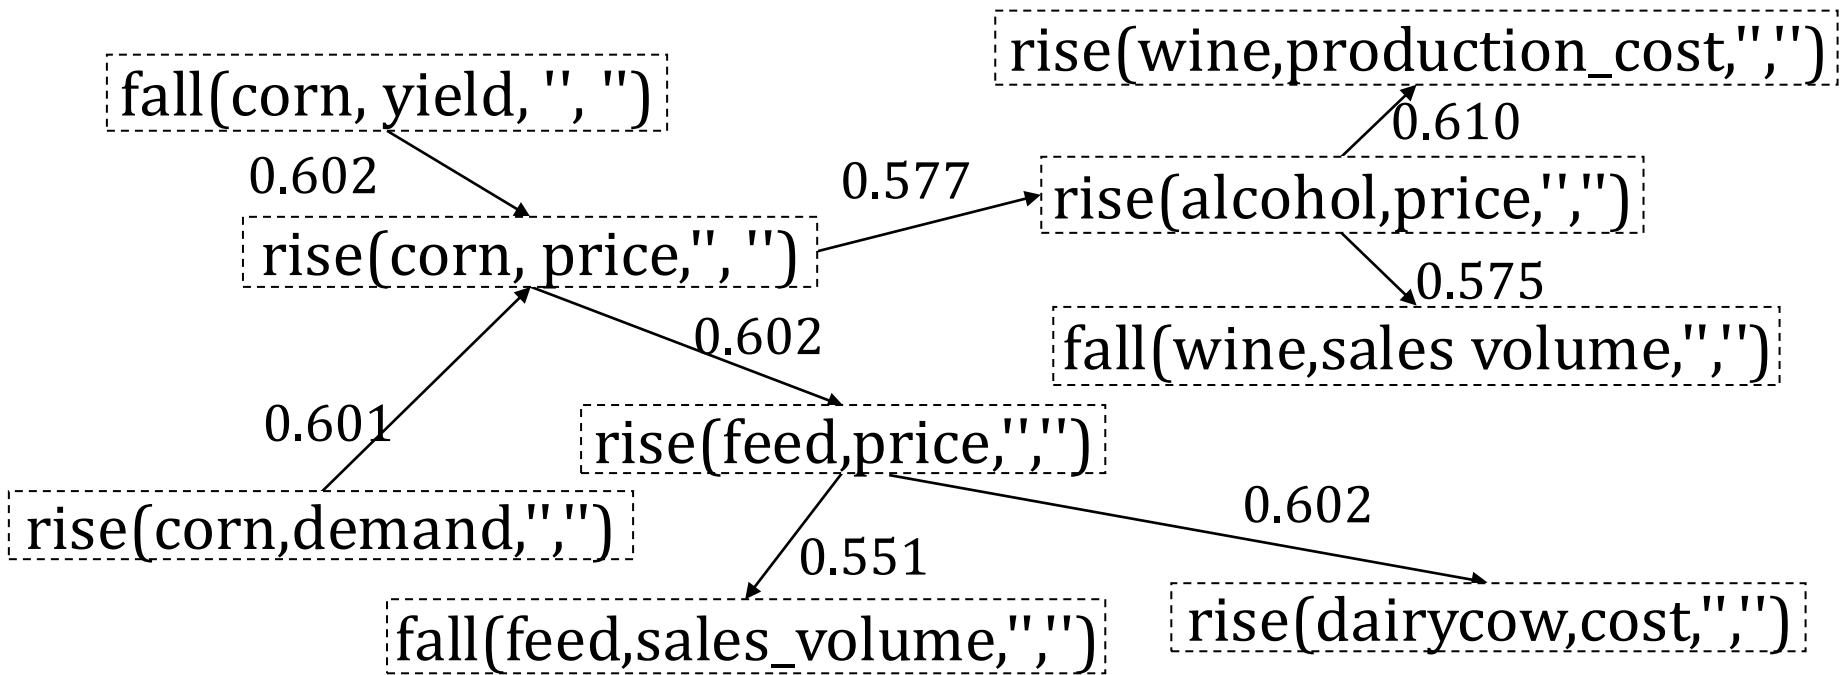 rise(wine,production_cost,'','')
fall(corn, yield, '', '')
0.610
0.602
0.577
rise(alcohol,price,'','')
rise(corn, price,'', '')
0.575
0.602
fall(wine,sales volume,'','')
0.601
rise(feed,price,'','')
0.602
rise(corn,demand,'','')
0.551
rise(dairycow,cost,'','')
fall(feed,sales_volume,'','')